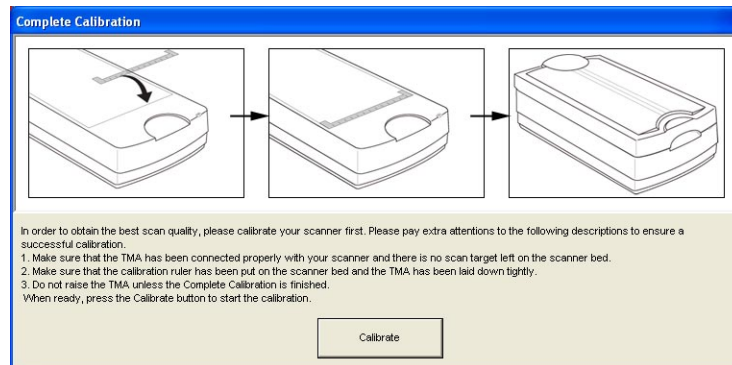 Complete Calibration
In order to obtain the best scan quality, please calibrate your scanner first. Please pay extra attentions to the following descriptions to ensure a
successful calibration.
1. Make sure that the TMA has been connected properly with your scanner and there is no scan target left on the scanner bed.
2. Make sure that the calibration ruler has been put on the scanner bed and the TMA has been laid down tightly.
3. Do not raise the TMA unless the Complete Calibration is finished.
When ready, press the Calibrate button to start the calibration.
Calibrate